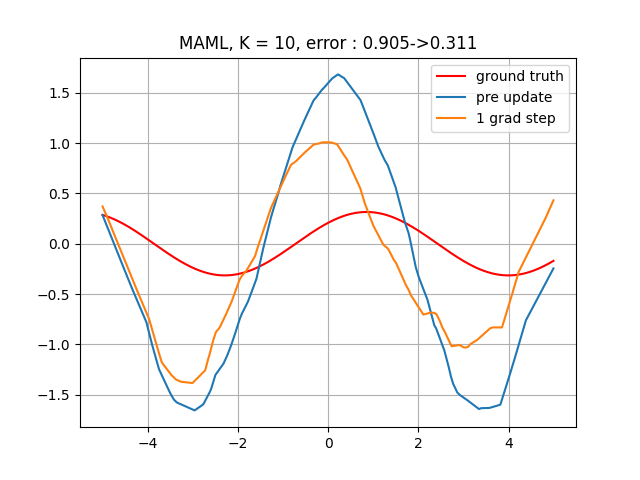 MAML, K = 10, error : 0.905->0.311
ground truth
pre update
1 grad step
1.5
1.0
0.5
0.0
−0.5
−1.0
−1.5
−4 −2 0 2 4